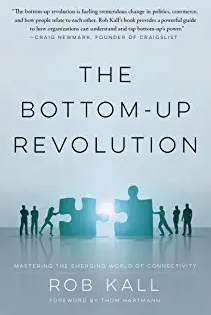 "The bottom-up revolution is fueling tremendous change in politics, commerce,
and how people relate to each other. Rob Kall's book provides a powerful guide
to how organizations can understand and tap bottom-up's power."
—CRAIG NEWMARK, FOUNDER OF CRAIGSLIST
THE
BOTTOM-UP
REVOLUTION
MASTERING THE EMERGING WORLD OF CONNECTIVITY
ROB KALL
FOREWORD BY THOM HARTMANN